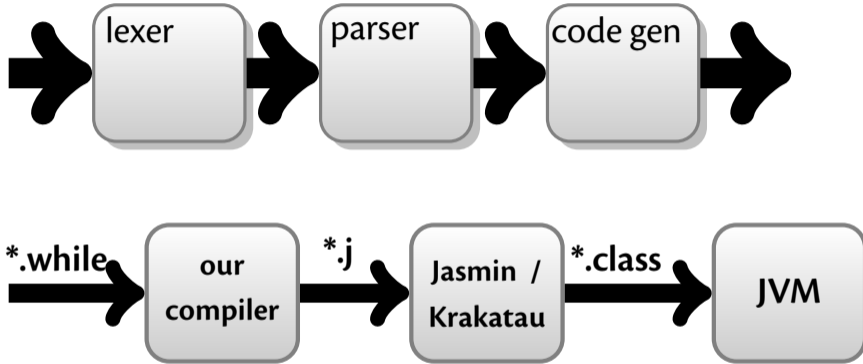 lexer
parser
code gen
*.while
our
compiler
*.j
Jasmin /
Krakatau
*.class
JVM